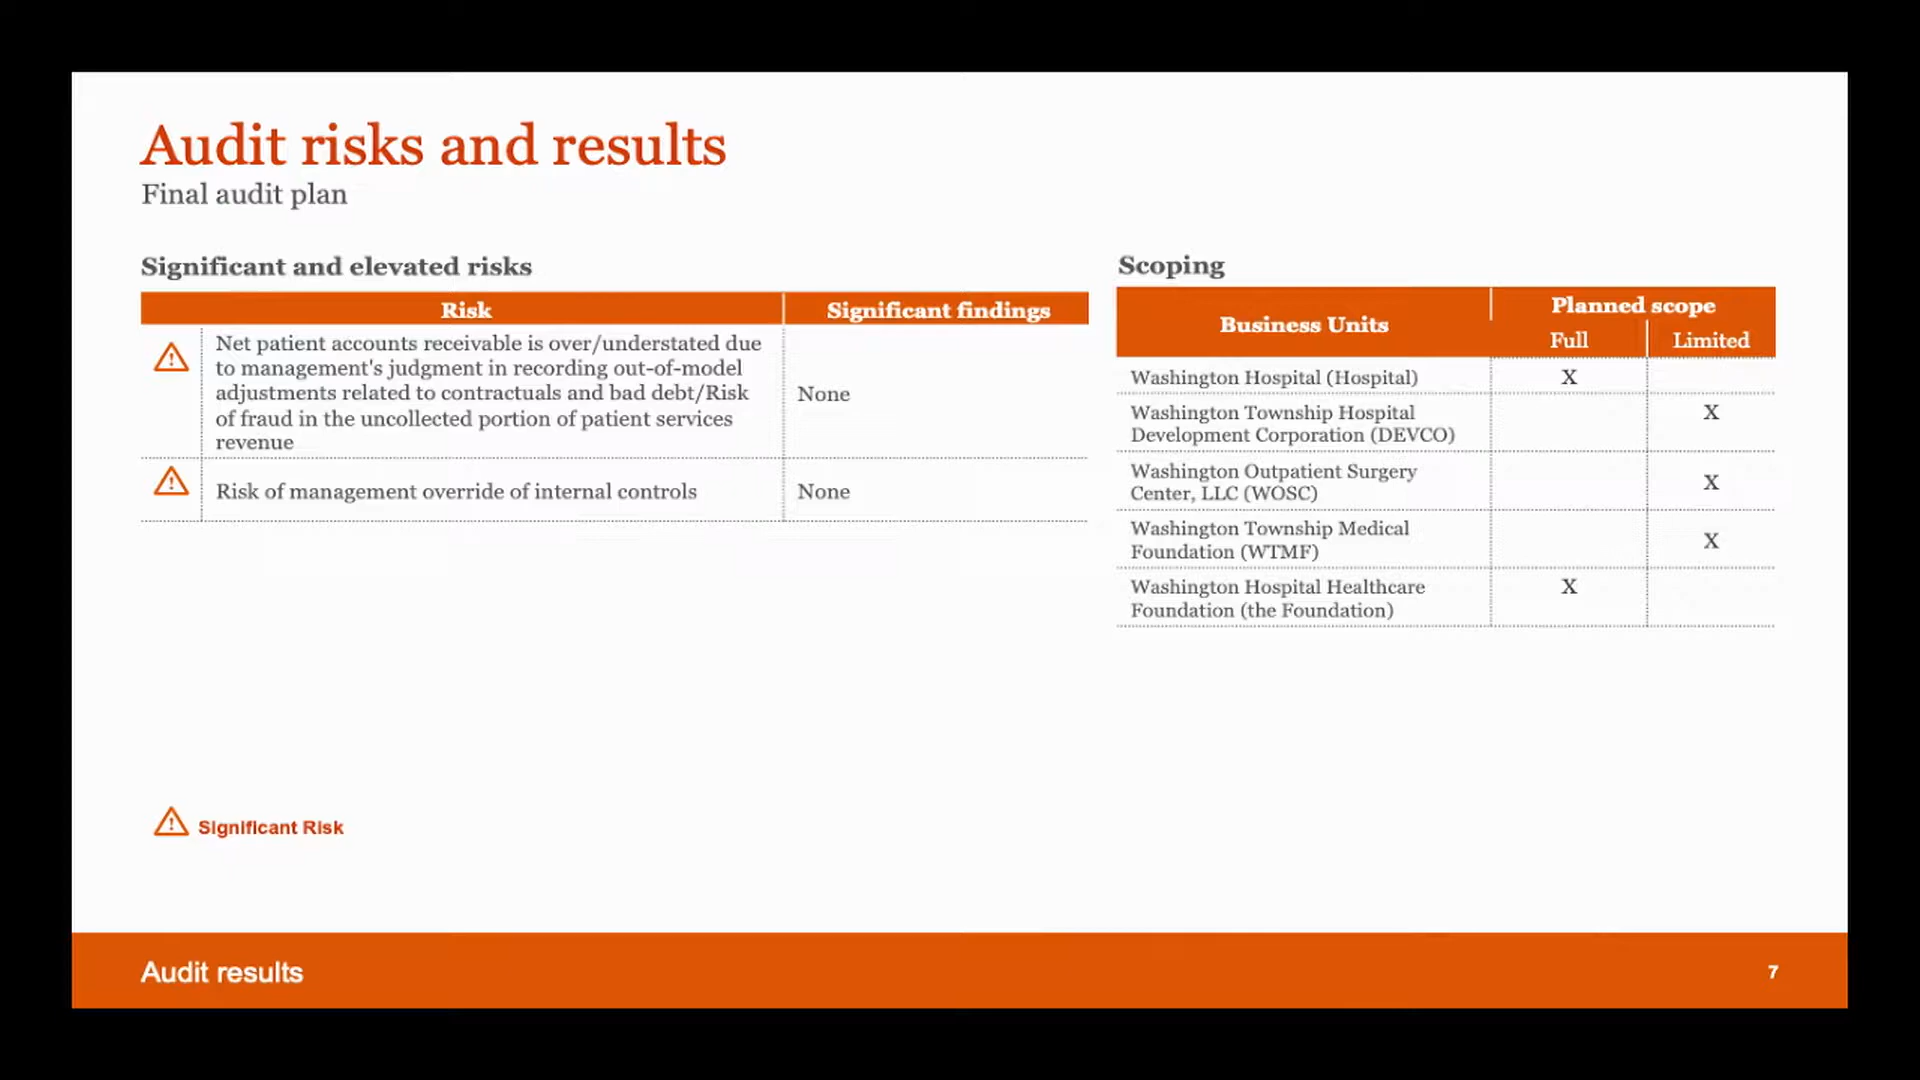 Audit risks and results
Final audit plan
Significant and elevated risks
Risk
Significant findings
Net patient accounts receivable is over/understated due
to management's judgment in recording out-of-model
adjustments related to contractuals and bad debt/Risk
of fraud in the uncollected portion of patient services
revenue
None
Risk of management override of internal controls
None
Significant Risk
Scoping
Business Units
Planned scope
Full
Limited
Washington Hospital (Hospital)
X
Washington Township Hospital
Development Corporation (DEVCO)
X
Washington Outpatient Surgery
Center, LLC (WOSC)
X
Washington Township Medical
Foundation (WTMF)
X
Washington Hospital Healthcare
Foundation (the Foundation)
X
Audit results
7